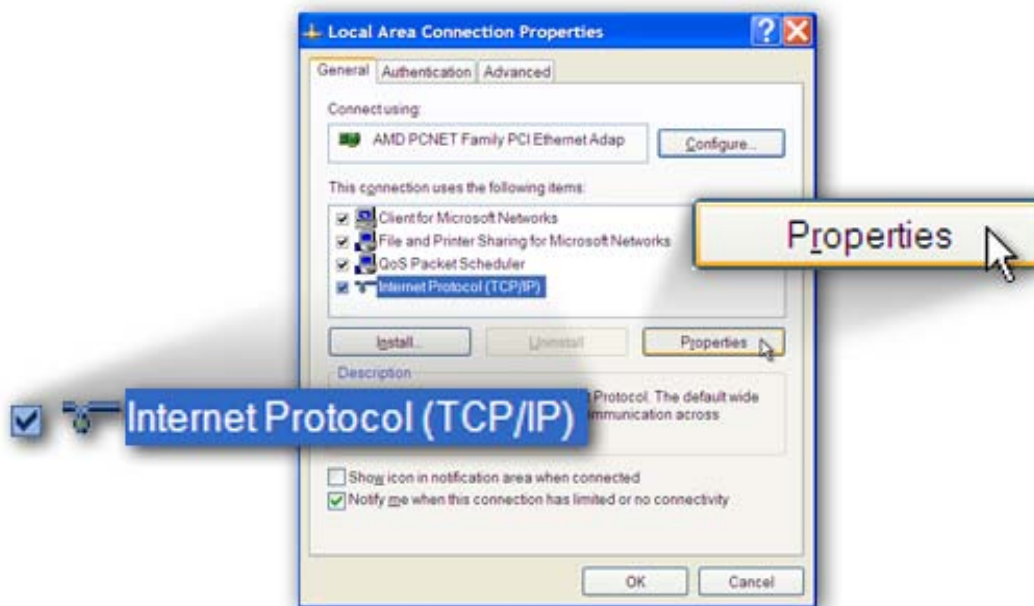 Local Area Connection Properties
General Authentication Advanced
Connect using:
AMD PCNET Family PCI Ethernet Adap
Configure...
This connection uses the following items:
Client for Microsoft Networks
File and Printer Sharing for Microsoft Networks
QoS Packet Scheduler
Internet Protocol (TCP/IP)
Properties
Install...
Uninstall
Properties
Description
Protocol. The default wide
communication across
Internet Protocol (TCP/IP)
Show icon in notification area when connected
Notify me when this connection has limited or no connectivity
OK
Cancel